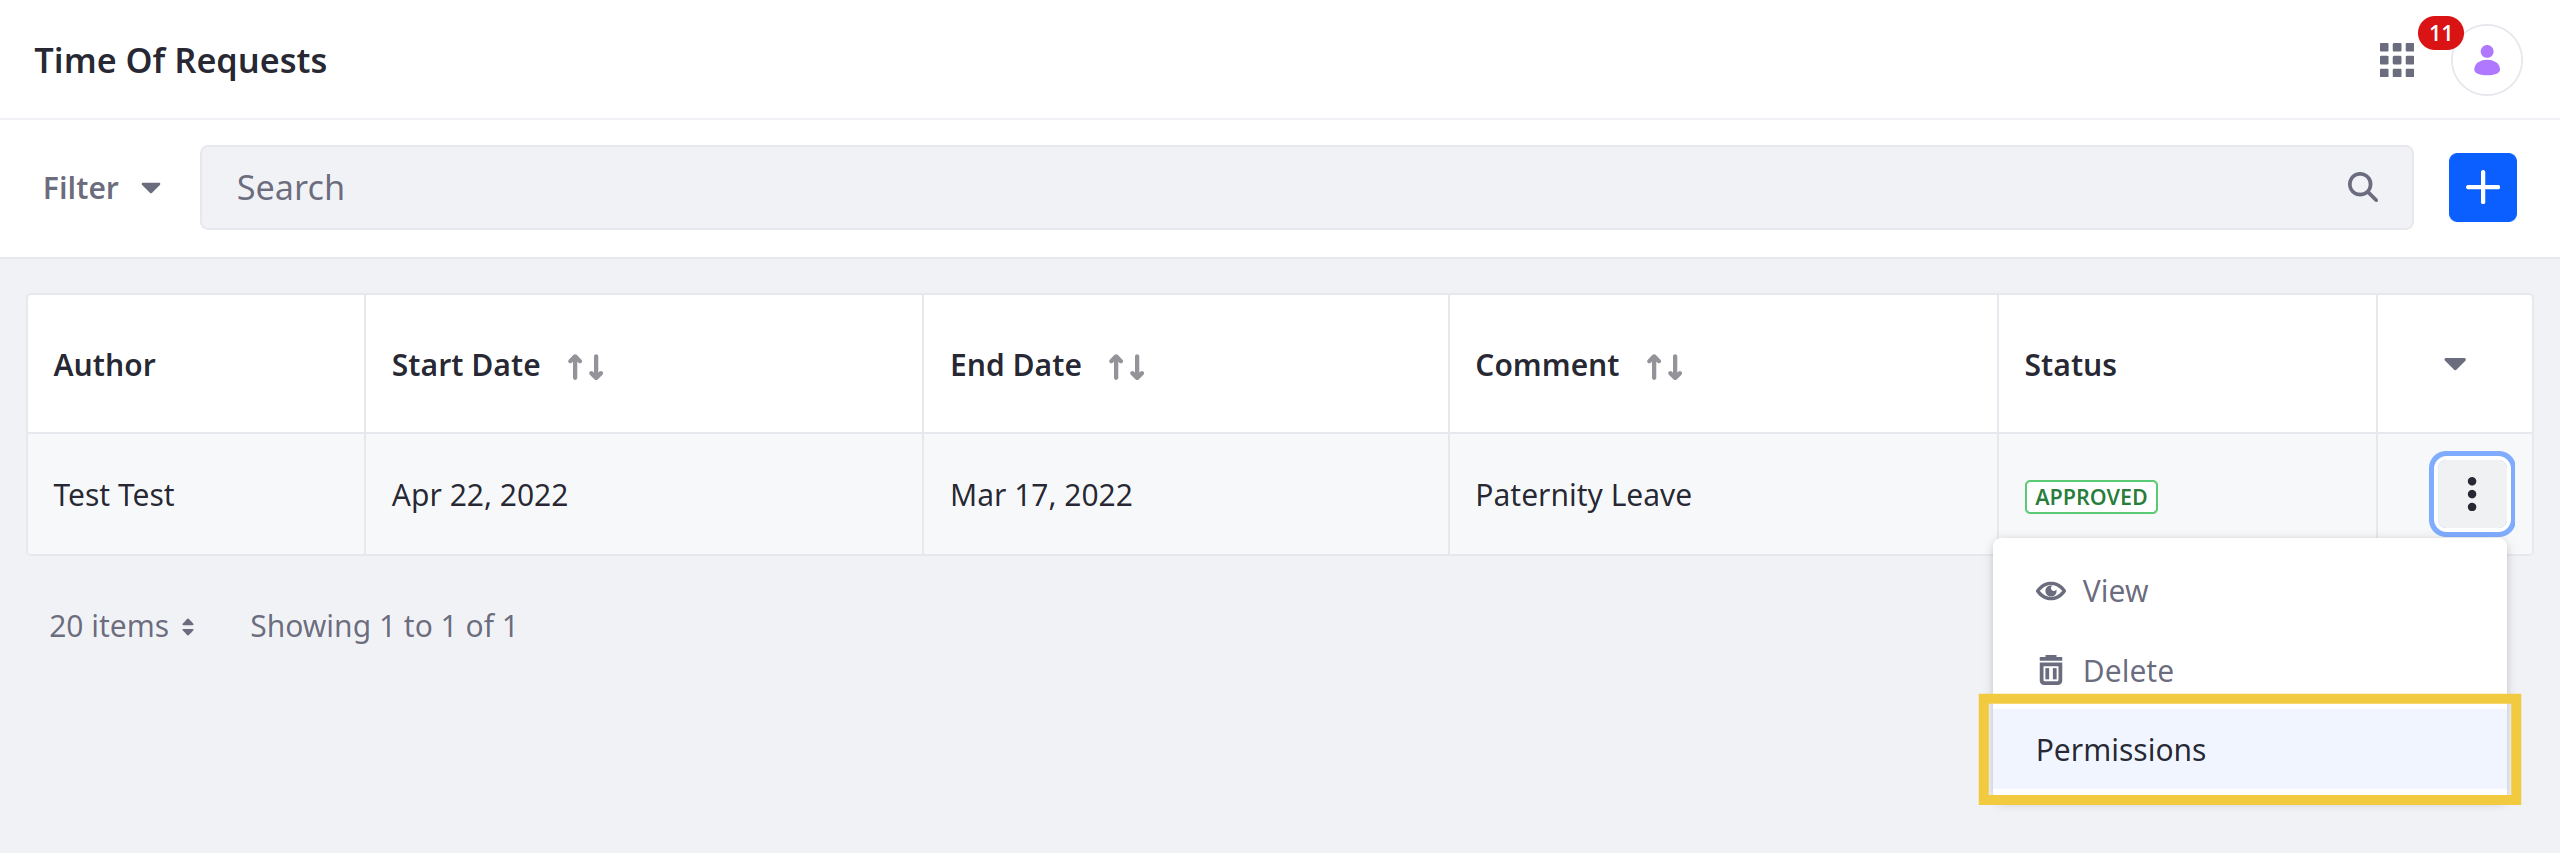 Time Of Requests
11
Filter
Search
Author Start Date End Date Comment Status
Test Test Apr 22, 2022 Mar 17, 2022 Paternity Leave APPROVED
View
20 items Showing 1 to 1 of 1
Delete
Permissions